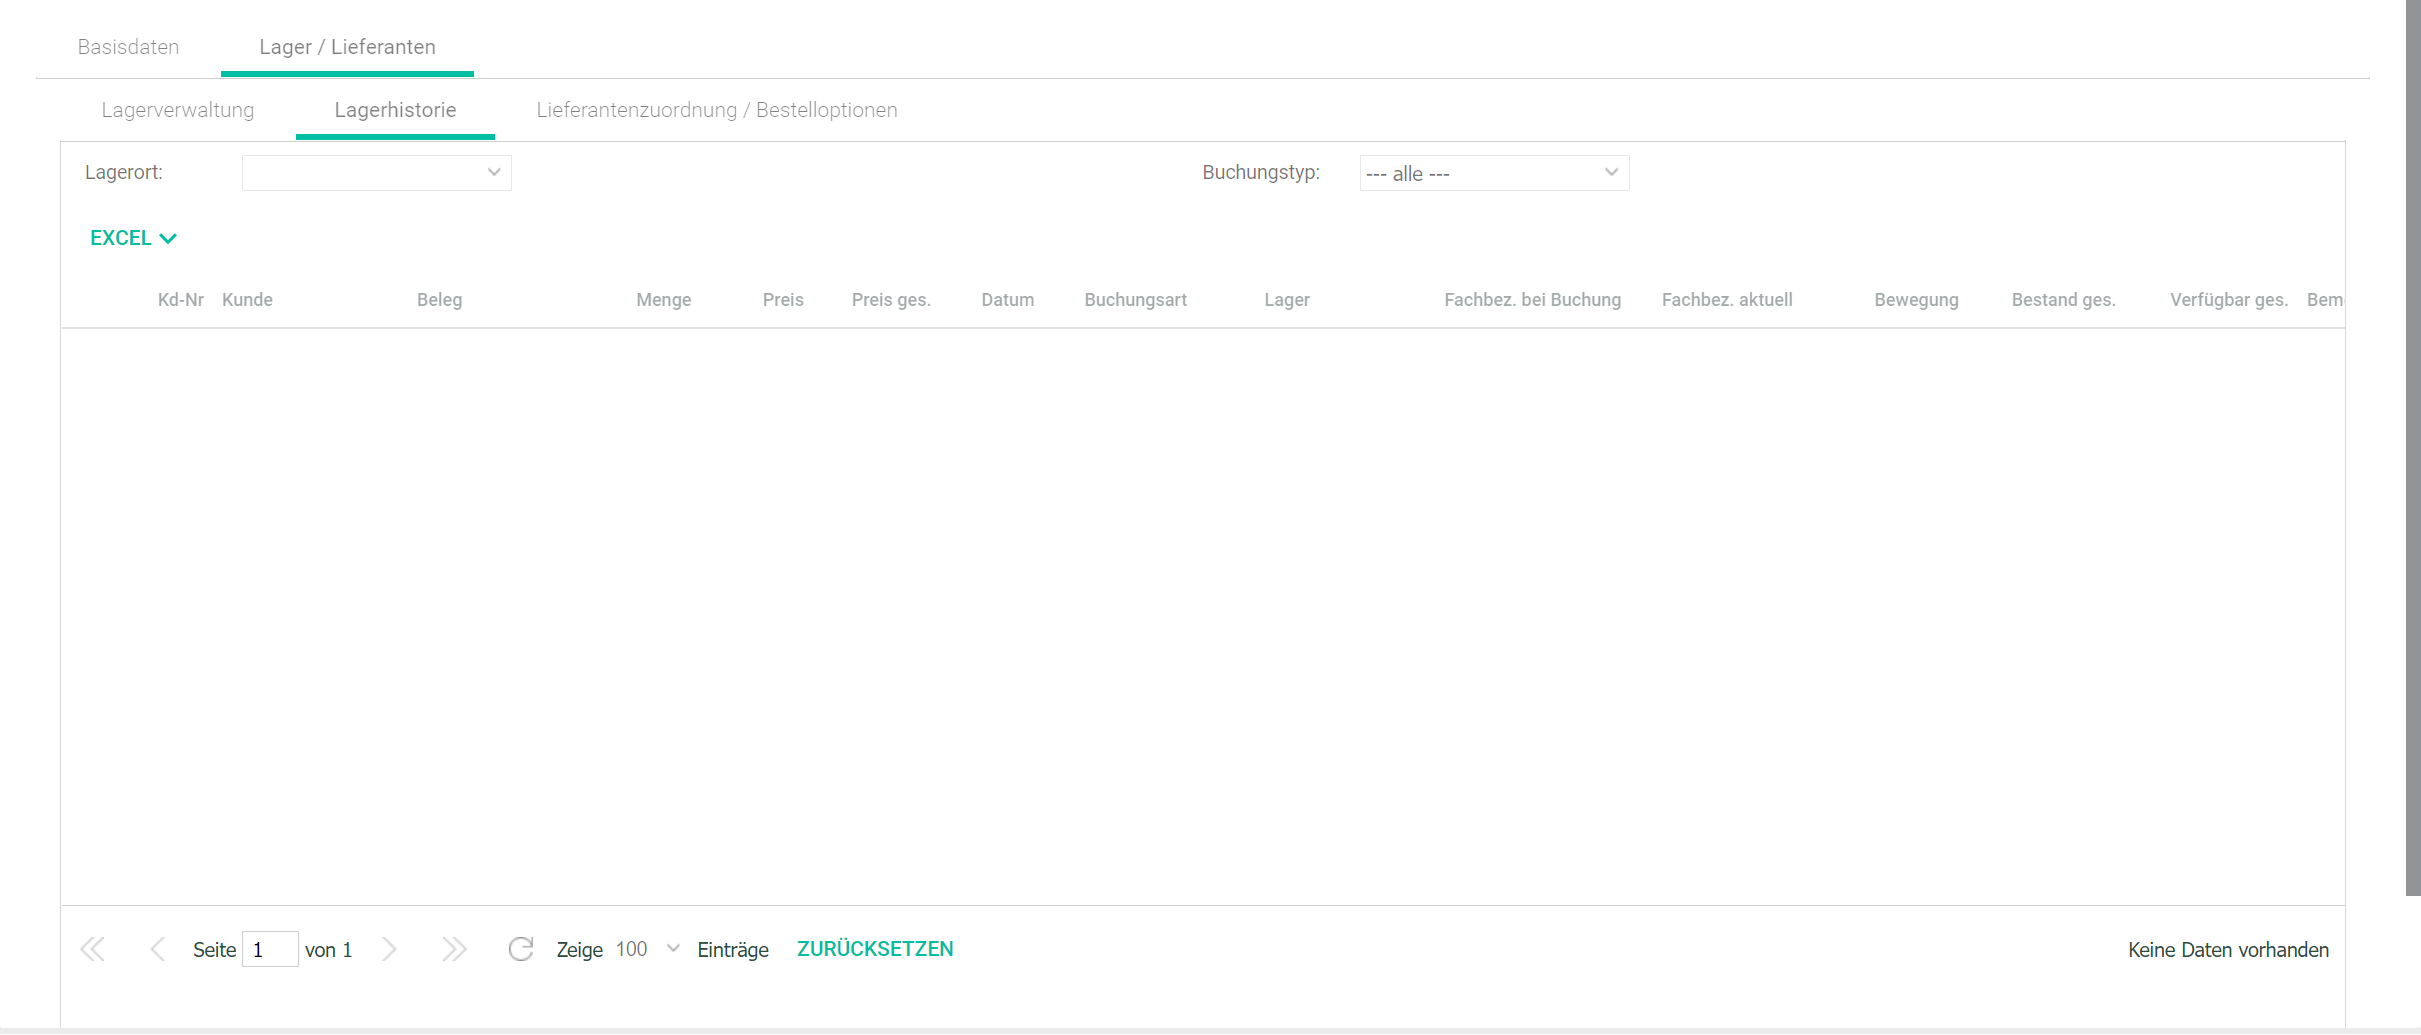 Basisdaten Lager / Lieferanten
Lagerverwaltung Lagerhistorie Lieferantenzuordnung / Bestelloptionen
Lagerort: Buchungstyp: --- alle ---
EXCEL
Kd-Nr Kunde Beleg Menge Preis Preis ges. Datum Buchungsart Lager Fachbez. bei Buchung Fachbez. aktuell Bewegung Bestand ges. Verfügbar ges. Bem
Seite 1 von 1 Zeige 100 Einträge ZURÜCKSETZEN Keine Daten vorhanden